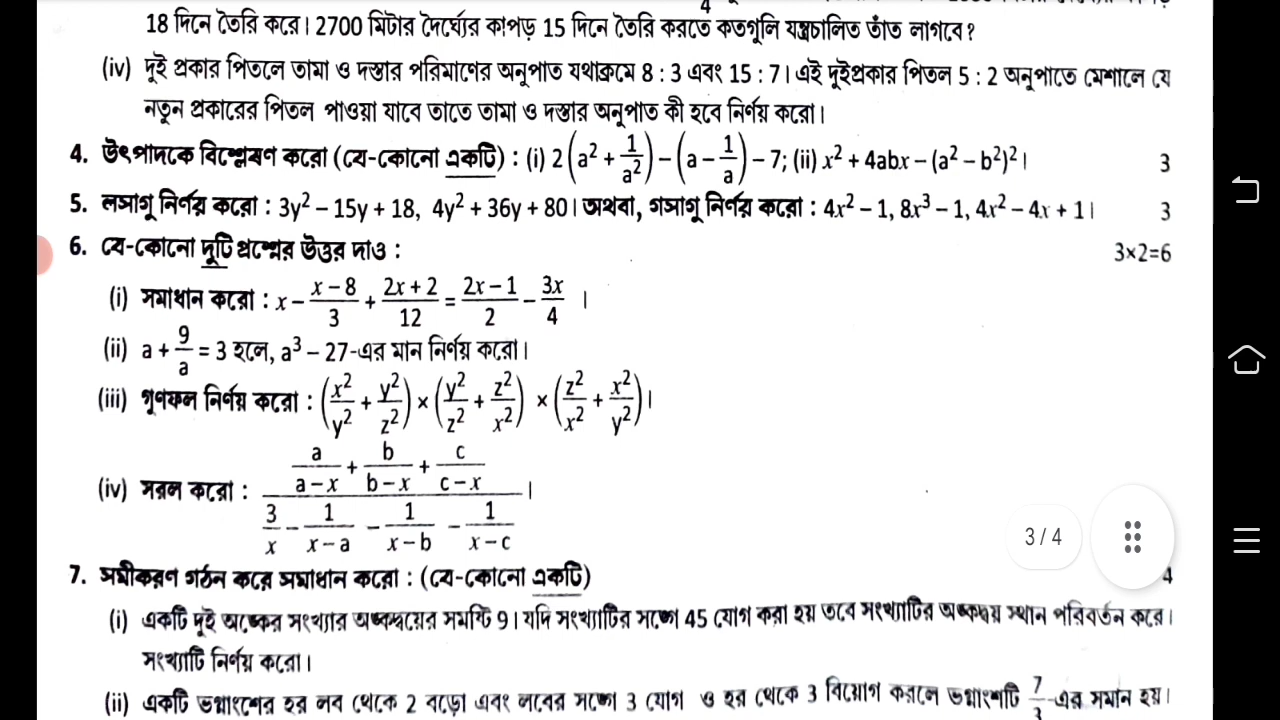 18 দিনে তৈরি করে। 2700 মিটার দৈর্ঘ্যের কাপড় 15 দিনে তৈরি করতে কতগুলি যন্ত্রচালিত তাঁত লাগবে?
(iv) দুই প্রকার পিতলে তামা ও দস্তার পরিমাণের অনুপাত যথাক্রমে 8 : 3 এবং 15 : 7। এই দুইপ্রকার পিতল 5 : 2 অনুপাতে মেশালে যে
নতুন প্রকারের পিতল পাওয়া যাবে তাতে তামা ও দস্তার অনুপাত কী হবে নির্ণয় করো।
4. উৎপাদকে বিশ্লেষণ করো (যে-কোনো একটি) : (i) 2(a² + 1/a²) – (a – 1/a) – 7; (ii) x² + 4abx – (a² – b²)²। 3
5. লসাগু নির্ণয় করো : 3y² – 15y + 18, 4y² + 36y + 80। অথবা, গসাগু নির্ণয় করো : 4x² – 1, 8x³ – 1, 4x² – 4x + 1। 3
6. যে-কোনো দুটি প্রশ্নের উত্তর দাও : 3×2=6
(i) সমাধান করো : x – (x – 8)/3 + (2x + 2)/12 = (2x – 1)/2 – 3x/4 ।
(ii) a + 9/a = 3 হলে, a³ – 27-এর মান নির্ণয় করো।
(iii) গুণফল নির্ণয় করো : (x²/y² + y²/z²) × (y²/z² + z²/x²) × (z²/x² + x²/y²)।
(iv) সরল করো : (a/(a – x) + b/(b – x) + c/(c – x)) / (3/x – 1/(x – a) – 1/(x – b) – 1/(x – c)) ।
3 / 4
7. সমীকরণ গঠন করে সমাধান করো : (যে-কোনো একটি) 4
(i) একটি দুই অঙ্কের সংখ্যার অঙ্কদ্বয়ের সমষ্টি 9। যদি সংখ্যাটির সঙ্গে 45 যোগ করা হয় তবে সংখ্যাটির অঙ্কদ্বয় স্থান পরিবর্তন করে।
সংখ্যাটি নির্ণয় করো।
(ii) একটি ভগ্নাংশের হর লব থেকে 2 বড়ো এবং লবের সঙ্গে 3 যোগ ও হর থেকে 3 বিয়োগ করলে ভগ্নাংশটি 7/3 -এর সমান হয়।